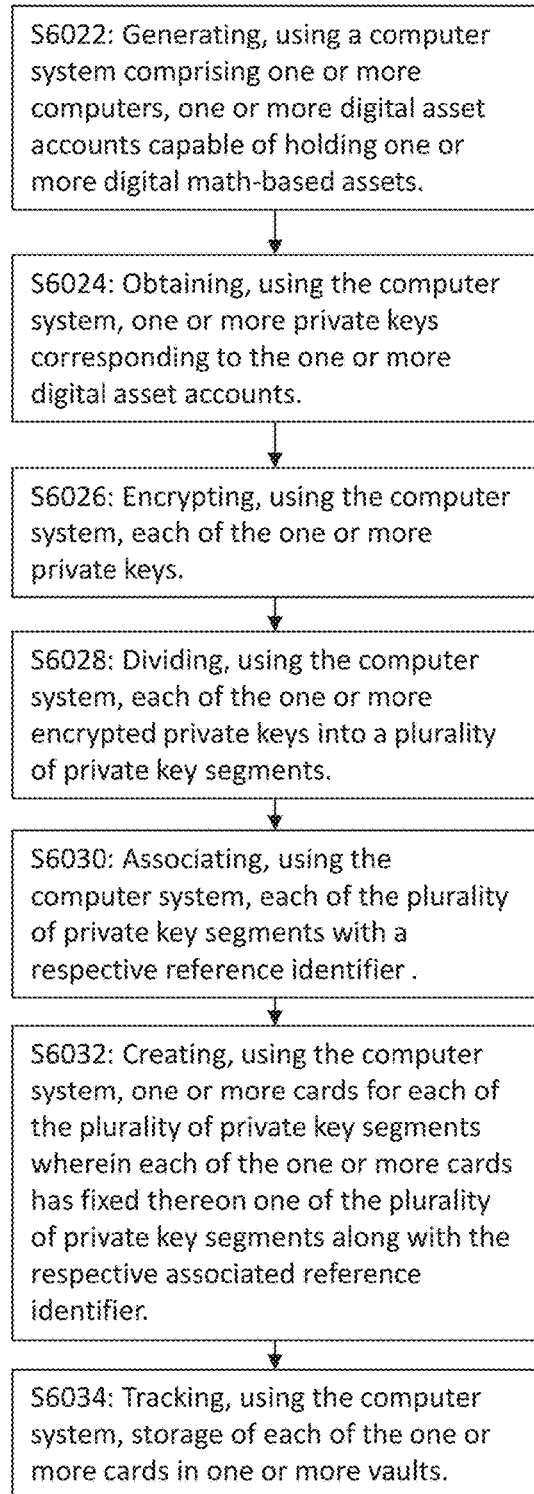 S6022: Generating, using a computer
system comprising one or more
computers, one or more digital asset
accounts capable of holding one or
more digital math-based assets.
S6024: Obtaining, using the computer
system, one or more private keys
corresponding to the one or more
digital asset accounts.
S6026: Encrypting, using the computer
system, each of the one or more
private keys.
S6028: Dividing, using the computer
system, each of the one or more
encrypted private keys into a plurality
of private key segments.
S6030: Associating, using the
computer system, each of the plurality
of private key segments with a
respective reference identifier .
S6032: Creating, using the computer
system, one or more cards for each of
the plurality of private key segments
wherein each of the one or more cards
has fixed thereon one of the plurality
of private key segments along with the
respective associated reference
identifier.
S6034: Tracking, using the computer
system, storage of each of the one or
more cards in one or more vaults.